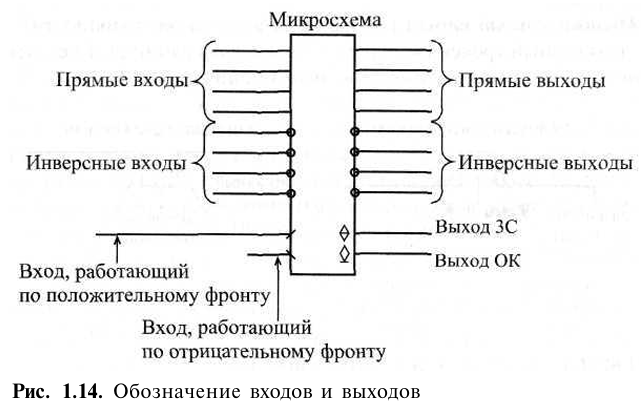 Микросхема
Прямые входы
Прямые выходы
Инверсные входы
Инверсные выходы
Выход 3С
Выход ОК
Вход, работающий
по положительному фронту
Вход, работающий
по отрицательному фронту
Рис. 1.14. Обозначение входов и выходов